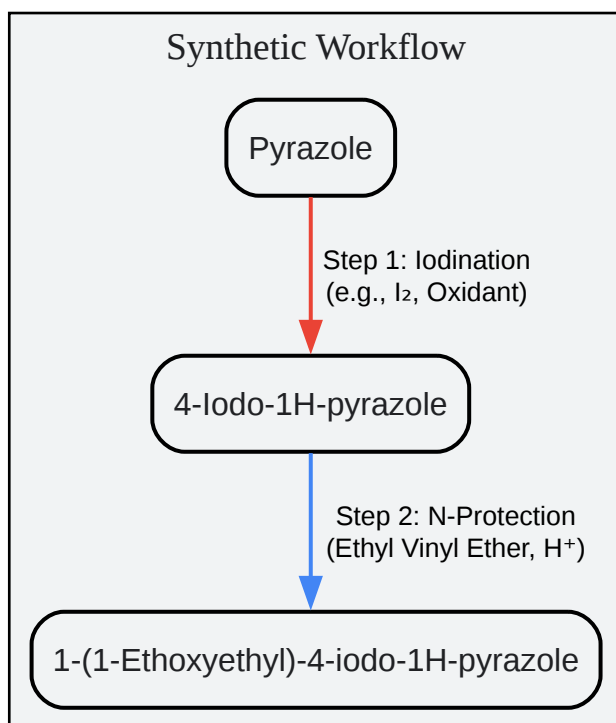 Synthetic Workflow
Pyrazole
Step 1: Iodination
(e.g., I₂, Oxidant)
4-Iodo-1H-pyrazole
Step 2: N-Protection
(Ethyl Vinyl Ether, H⁺)
1-(1-Ethoxyethyl)-4-iodo-1H-pyrazole